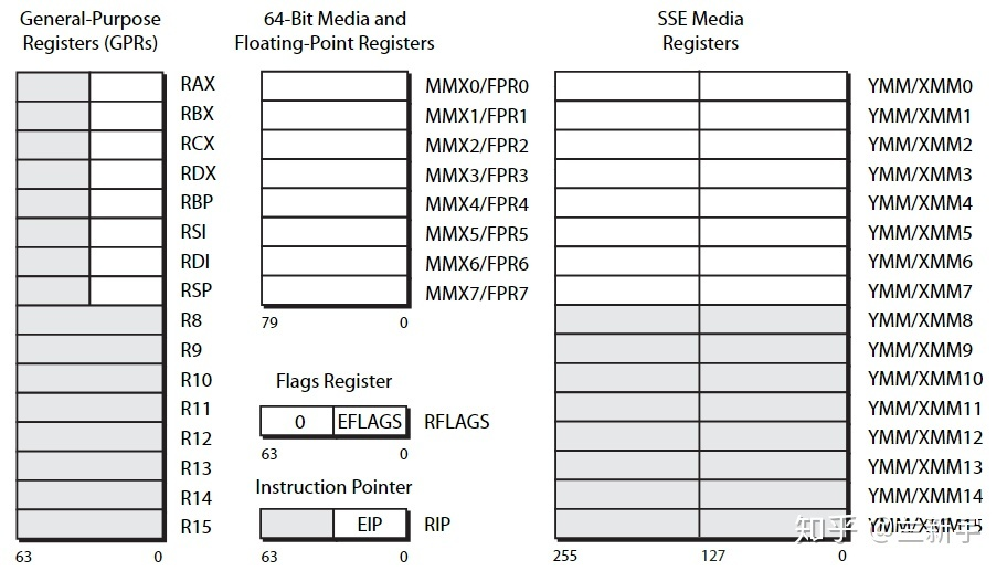 General-Purpose
Registers (GPRs)
RAX
RBX
RCX
RDX
RBP
RSI
RDI
RSP
R8
R9
R10
R11
R12
R13
R14
R15
63 0
64-Bit Media and
Floating-Point Registers
MMX0/FPR0
MMX1/FPR1
MMX2/FPR2
MMX3/FPR3
MMX4/FPR4
MMX5/FPR5
MMX6/FPR6
MMX7/FPR7
79 0
Flags Register
0 EFLAGS RFLAGS
63 0
Instruction Pointer
EIP RIP
63 0
SSE Media
Registers
YMM/XMM0
YMM/XMM1
YMM/XMM2
YMM/XMM3
YMM/XMM4
YMM/XMM5
YMM/XMM6
YMM/XMM7
YMM/XMM8
YMM/XMM9
YMM/XMM10
YMM/XMM11
YMM/XMM12
YMM/XMM13
YMM/XMM14
YMM/XMM15
255 127 0
知乎